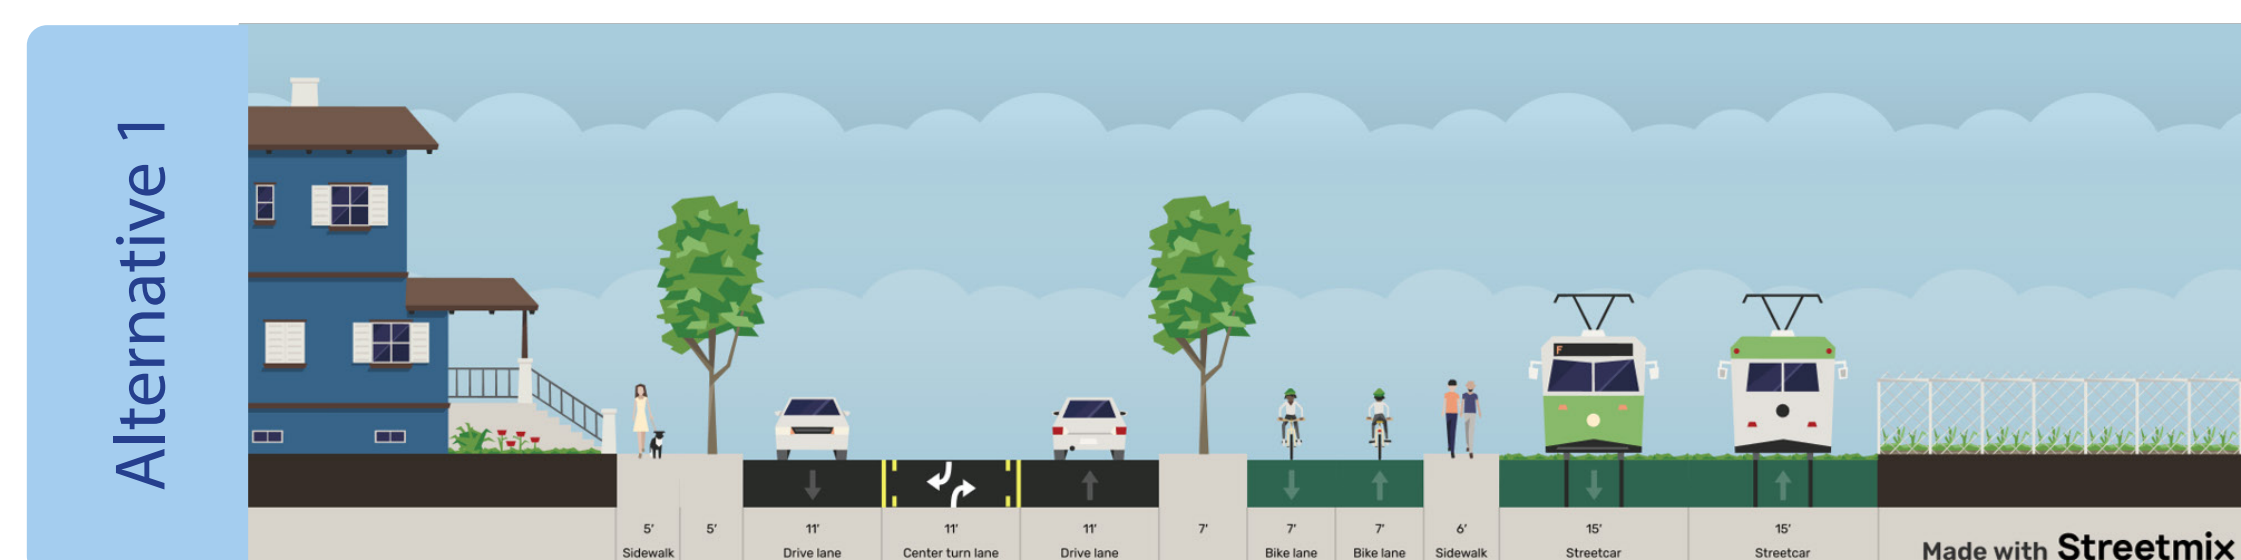 Alternative 1
F
5' 5' 11' 11' 11' 7' 7' 7' 6' 15' 15'
Sidewalk Drive lane Center turn lane Drive lane Bike lane Bike lane Sidewalk Streetcar Streetcar
Made with Streetmix